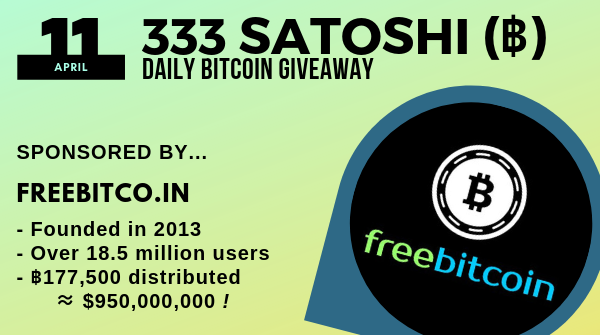 11
APRIL
333 SATOSHI (฿)
DAILY BITCOIN GIVEAWAY
SPONSORED BY...
FREEBITCO.IN
- Founded in 2013
- Over 18.5 million users
- ฿177,500 distributed
≈ $950,000,000 !
₿
freebitcoin